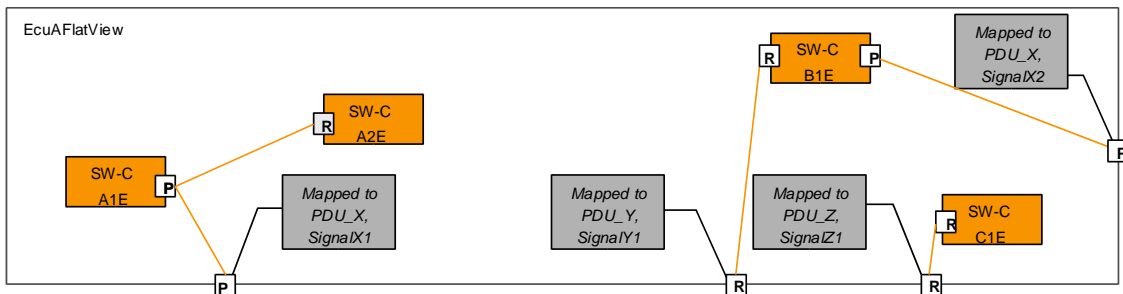 EcuAFlatView
Mapped to
PDU_X,
SignalX2
SW-C
B1E
R
P
SW-C
A2E
R
P
SW-C
A1E
P
Mapped to
PDU_X,
SignalX1
Mapped to
PDU_Y,
SignalY1
Mapped to
PDU_Z,
SignalZ1
SW-C
C1E
R
P
R
R